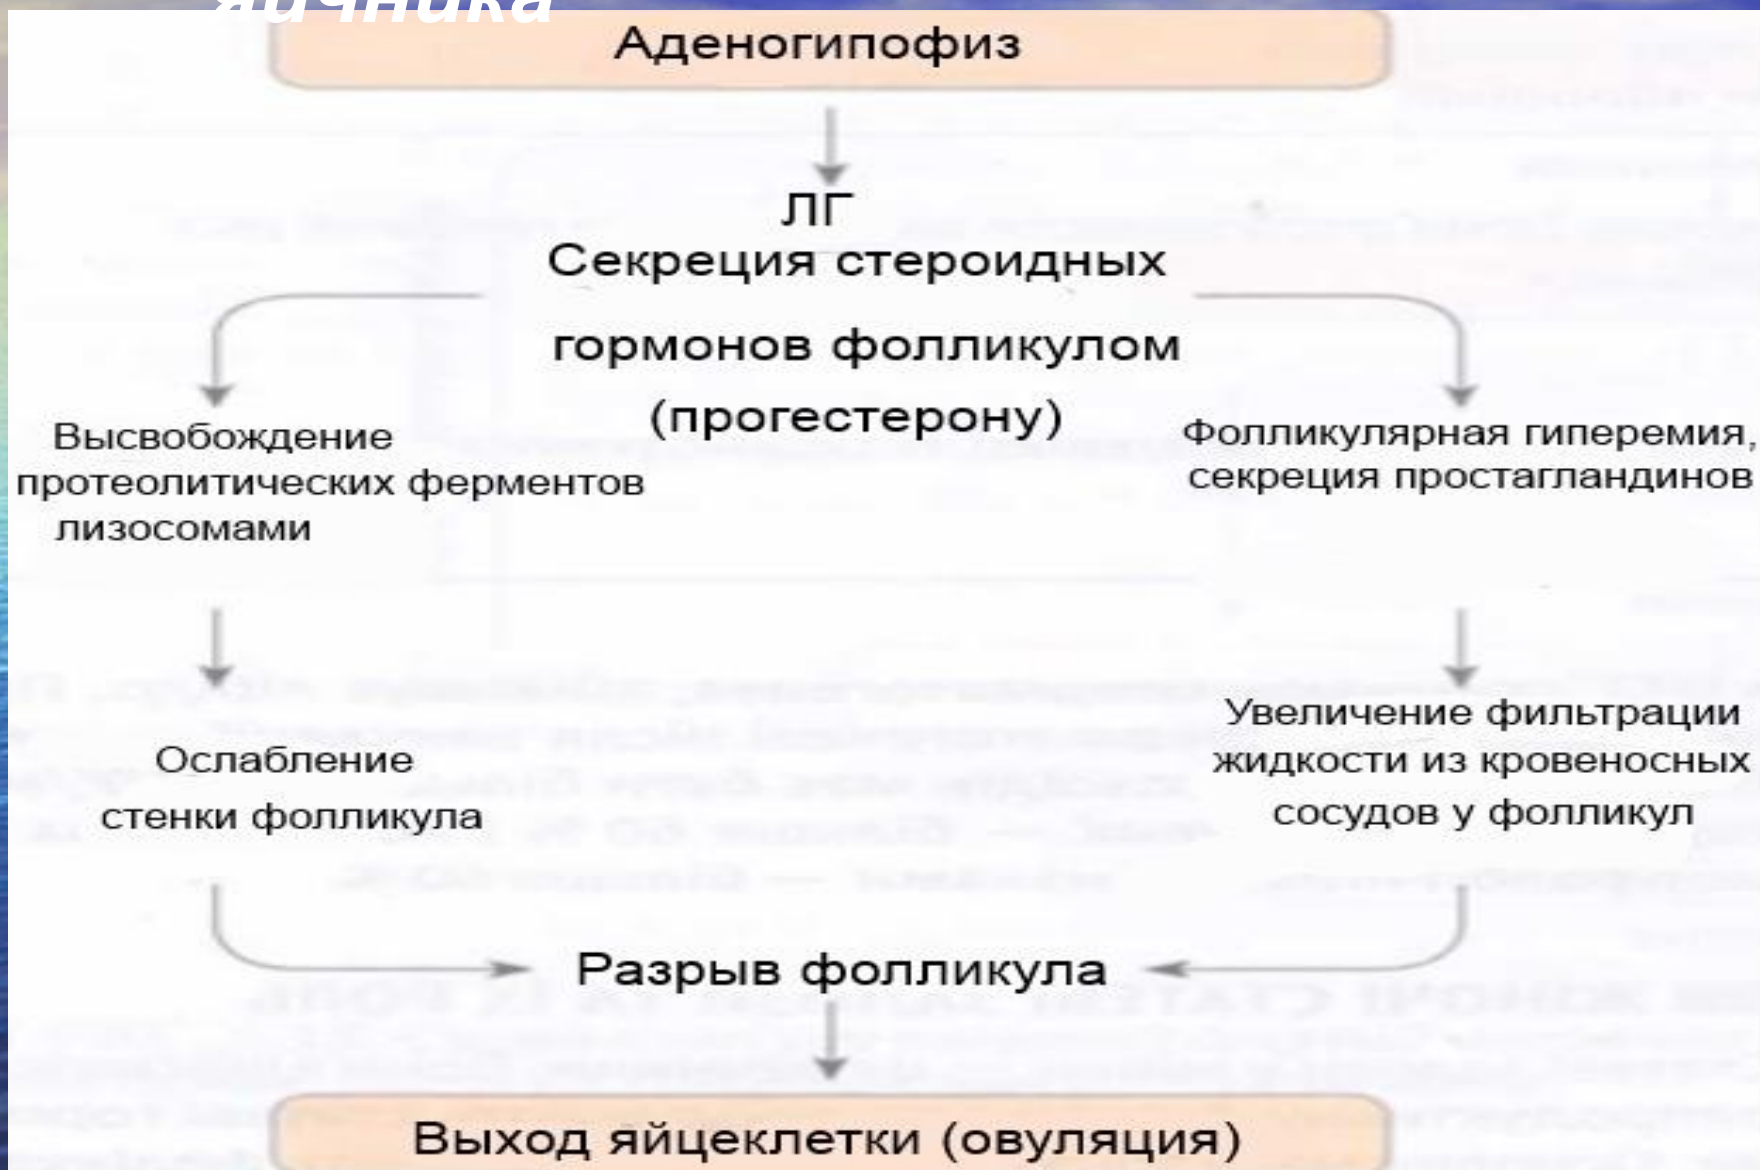 яичника
Аденогипофиз
ЛГ
Секреция стероидных
гормонов фолликулом
(прогестерону)
Высвобождение
протеолитических ферментов
лизосомами
Фолликулярная гиперемия,
секреция простагландинов
Ослабление
стенки фолликула
Увеличение фильтрации
жидкости из кровеносных
сосудов у фолликул
Разрыв фолликула
Выход яйцеклетки (овуляция)